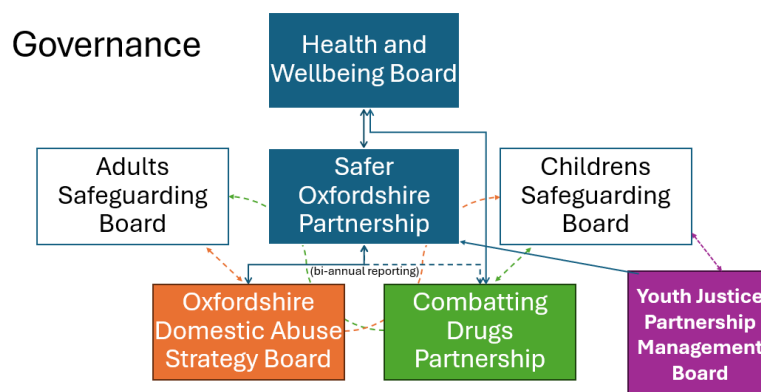 Governance
Health and
Wellbeing Board
Adults
Safeguarding
Board
Safer
Oxfordshire
Partnership
Childrens
Safeguarding
Board
(bi-annual reporting)
Oxfordshire
Domestic Abuse
Strategy Board
Combatting
Drugs
Partnership
Youth Justice
Partnership
Management
Board